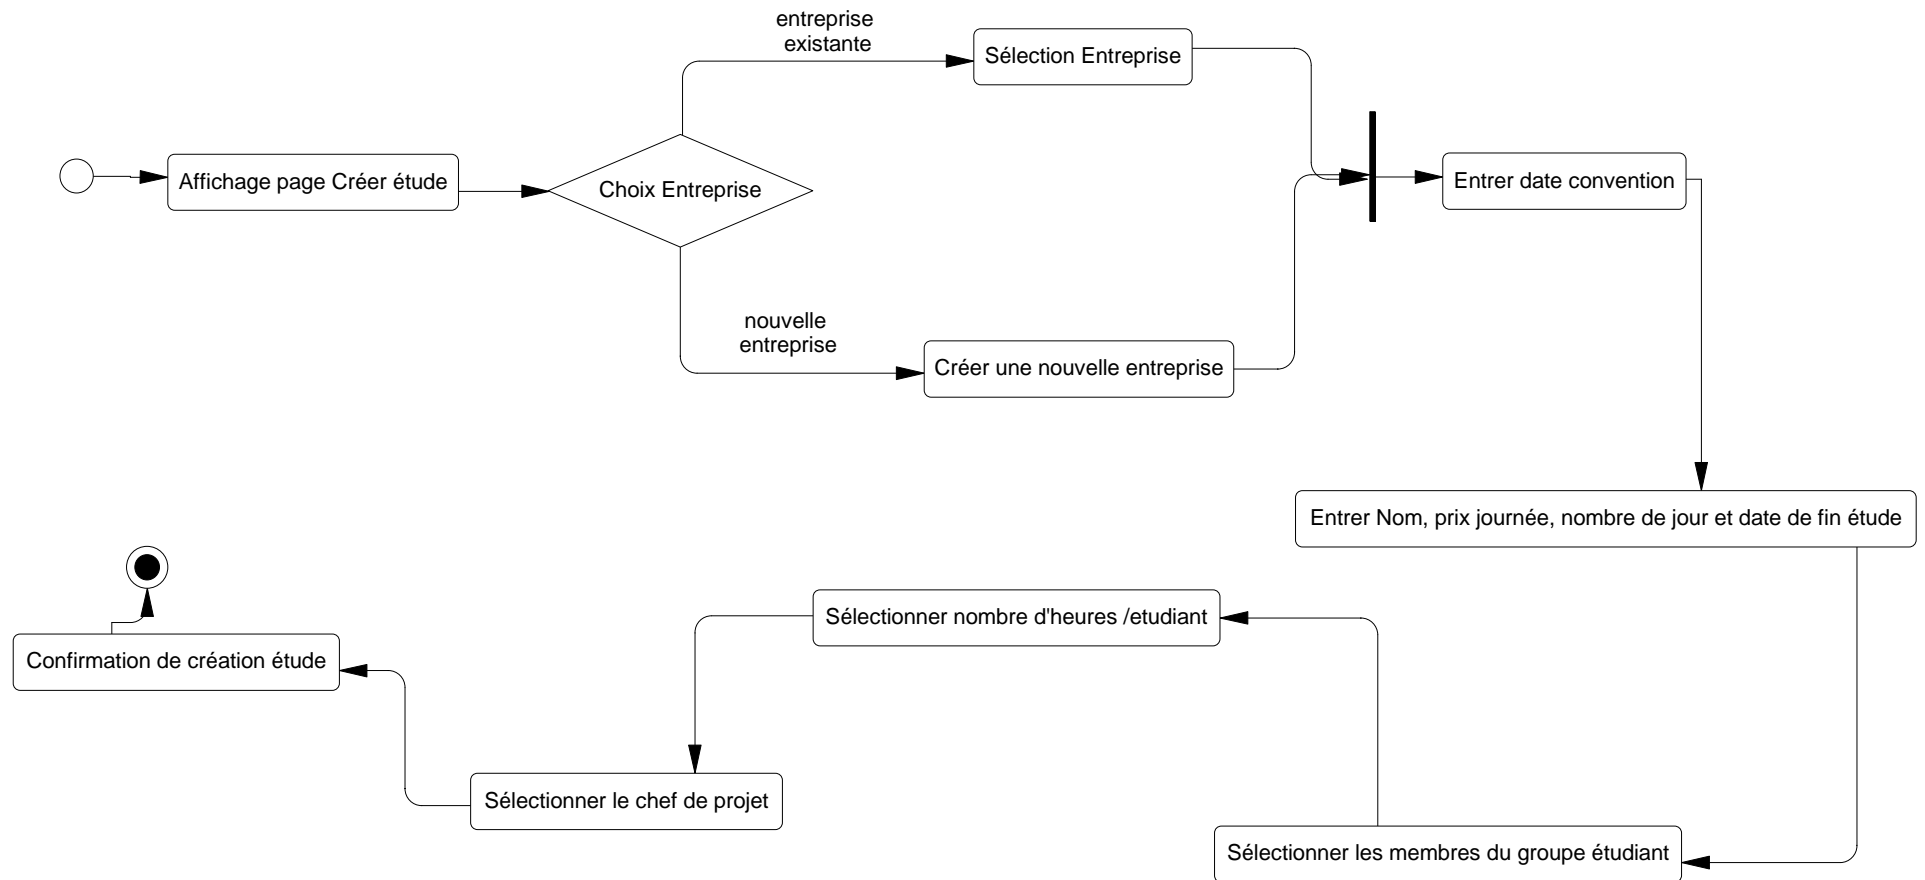 entreprise
existante
Sélection Entreprise
Affichage page Créer étude
Choix Entreprise
Entrer date convention
nouvelle
entreprise
Créer une nouvelle entreprise
Entrer Nom, prix journée, nombre de jour et date de fin étude
Sélectionner nombre d'heures /etudiant
Confirmation de création étude
Sélectionner le chef de projet
Sélectionner les membres du groupe étudiant